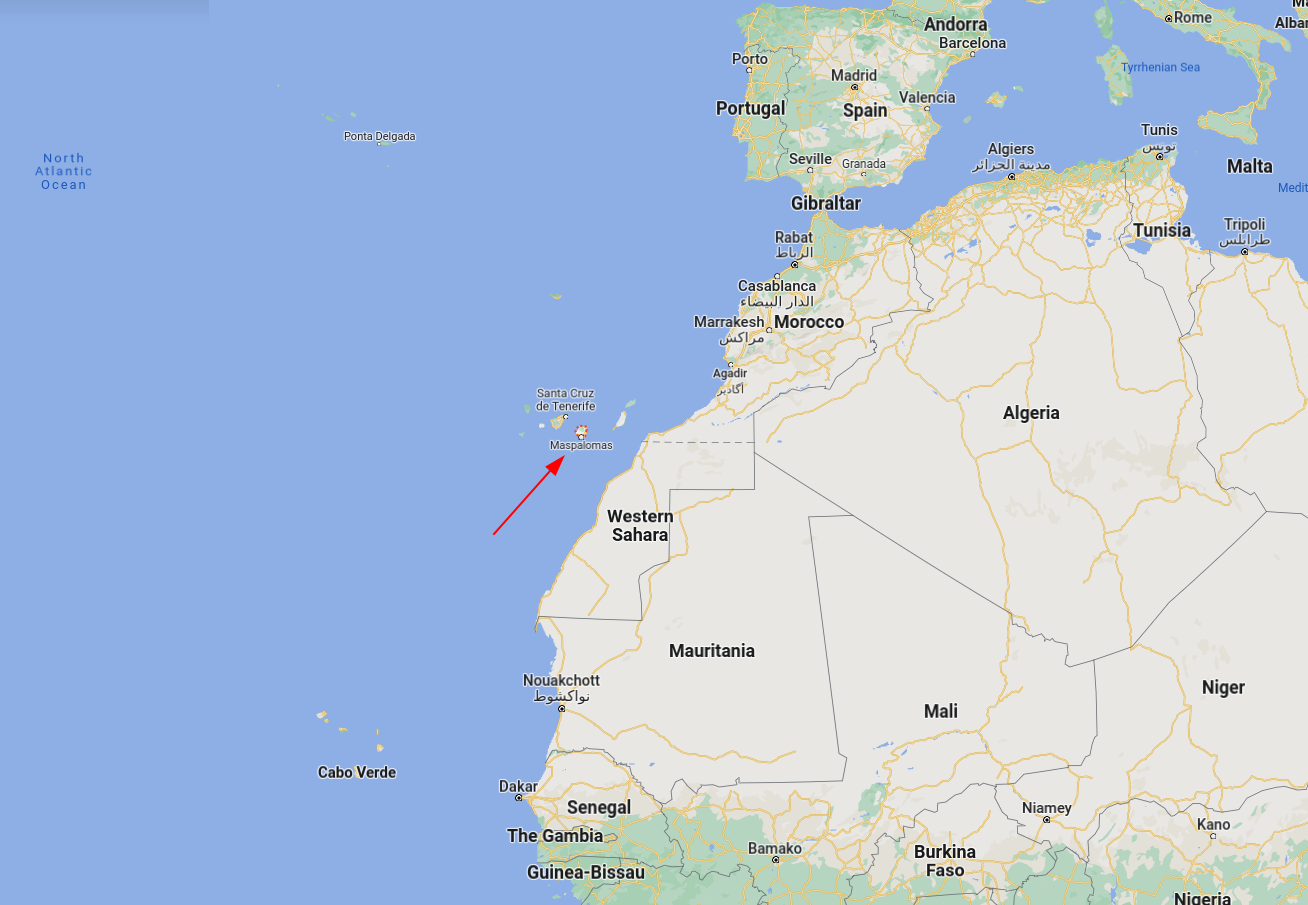 Andorra
Rome
Alba
Barcelona
Porto
Madrid
Tyrrhenian Sea
Portugal
Spain
Valencia
Ponta Delgada
North
Atlantic
Ocean
Tunis
تونس
Algiers
مدينة الجزائر
Seville
Granada
Malta
Medit
Gibraltar
Tripoli
طرابلس
Tunisia
Rabat
الرباط
Casablanca
الدار البيضاء
Marrakesh
مراكش
Morocco
Agadir
أكادير
Santa Cruz
de Tenerife
Maspalomas
Algeria
Western
Sahara
Mauritania
Nouakchott
نواكشوط
Niger
Mali
Cabo Verde
Dakar
Senegal
Niamey
Kano
The Gambia
Bamako
Burkina
Faso
Guinea-Bissau
Nigeria